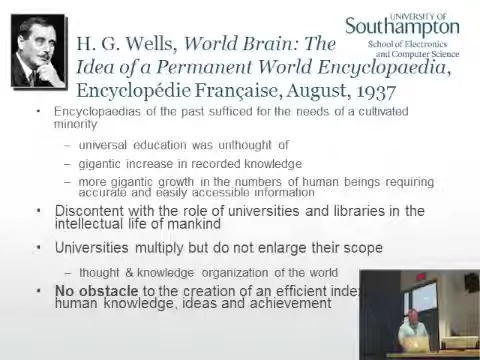 UNIVERSITY OF
Southampton
School of Electronics
and Computer Science
H. G. Wells, World Brain: The
Idea of a Permanent World Encyclopaedia,
Encyclopédie Française, August, 1937
• Encyclopaedias of the past sufficed for the needs of a cultivated
minority
– universal education was unthought of
– gigantic increase in recorded knowledge
– more gigantic growth in the numbers of human beings requiring
accurate and easily accessible information
• Discontent with the role of universities and libraries in the
intellectual life of mankind
• Universities multiply but do not enlarge their scope
– thought & knowledge organization of the world
• No obstacle to the creation of an efficient index
human knowledge, ideas and achievement